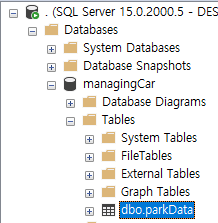 . (SQL Server 15.0.2000.5 - DES
Databases
System Databases
Database Snapshots
managingCar
Database Diagrams
Tables
System Tables
FileTables
External Tables
Graph Tables
dbo.parkData